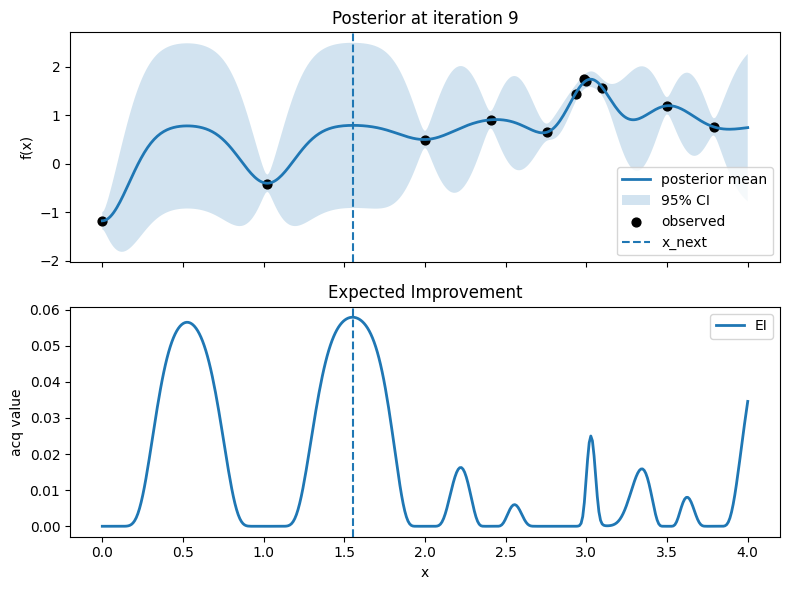 Posterior at iteration 9
f(x)
2
1
0
−1
−2
posterior mean
95% CI
observed
x_next
Expected Improvement
acq value
0.06
0.05
0.04
0.03
0.02
0.01
0.00
EI
0.0 0.5 1.0 1.5 2.0 2.5 3.0 3.5 4.0
x